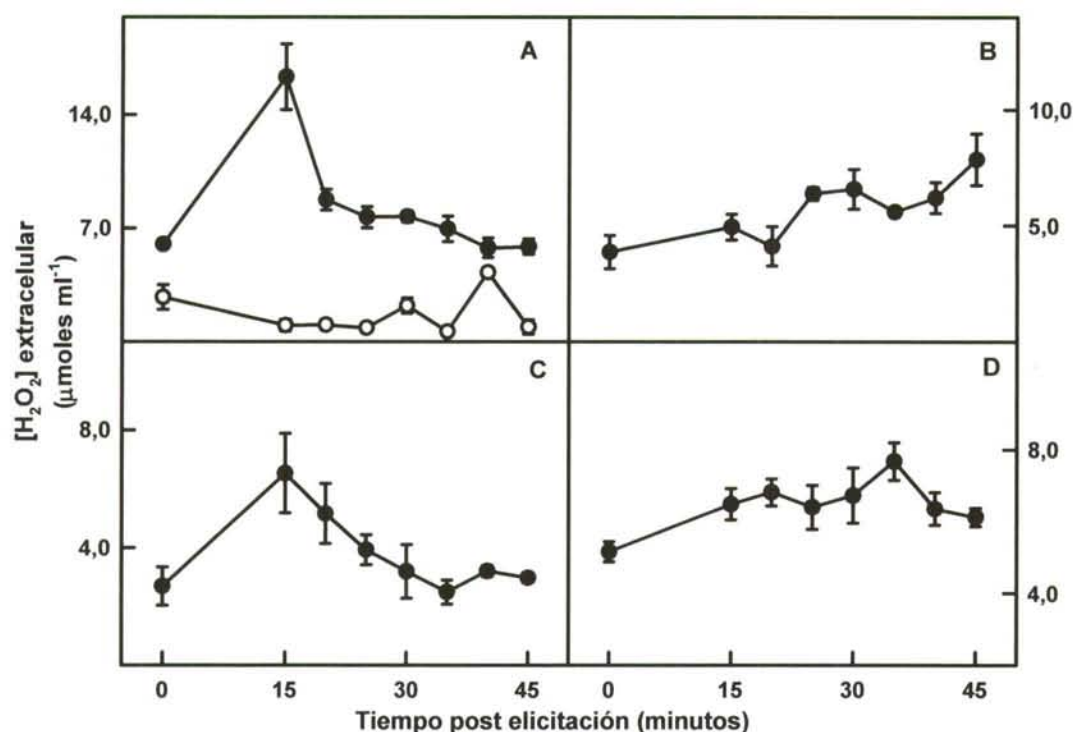 A
B
14,0
10,0
7,0
5,0
[H₂O₂] extracelular
(μmoles ml⁻¹)
C
D
8,0
8,0
4,0
4,0
0 15 30 45 0 15 30 45
Tiempo post elicitación (minutos)